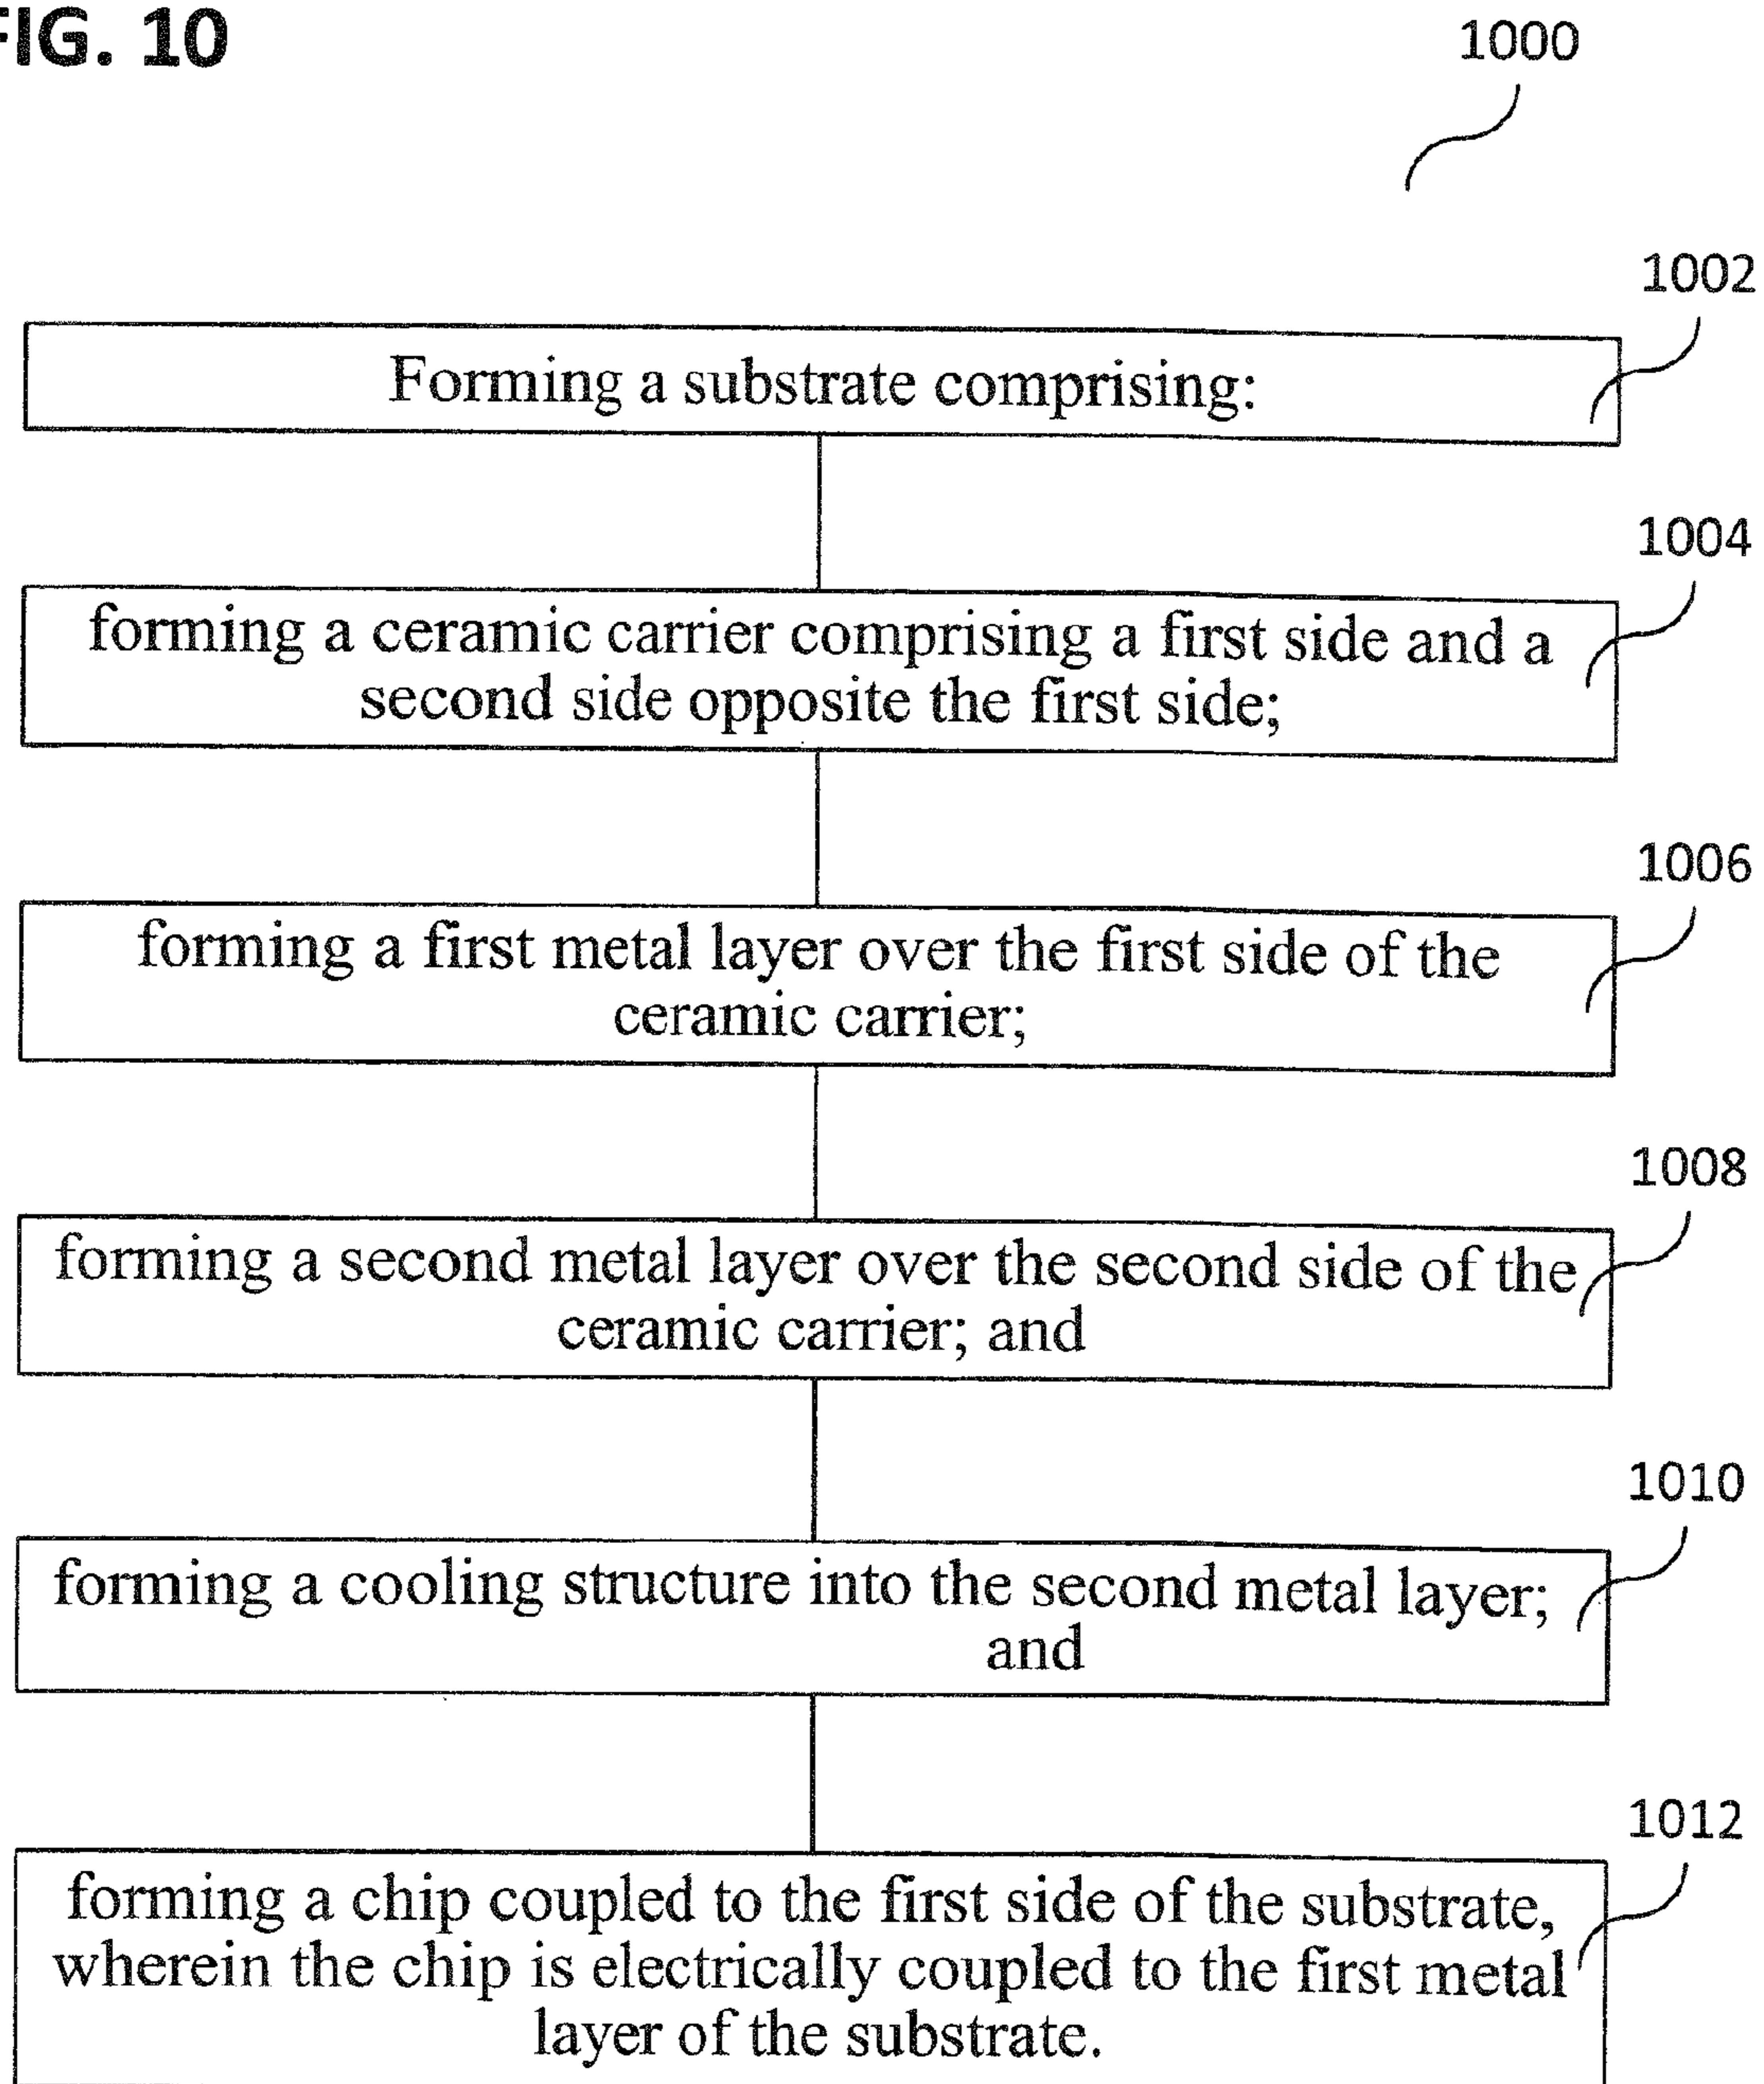 FIG. 10
1000
1002
Forming a substrate comprising:
1004
forming a ceramic carrier comprising a first side and a
second side opposite the first side;
1006
forming a first metal layer over the first side of the
ceramic carrier;
1008
forming a second metal layer over the second side of the
ceramic carrier; and
1010
forming a cooling structure into the second metal layer;
and
1012
forming a chip coupled to the first side of the substrate,
wherein the chip is electrically coupled to the first metal
layer of the substrate.